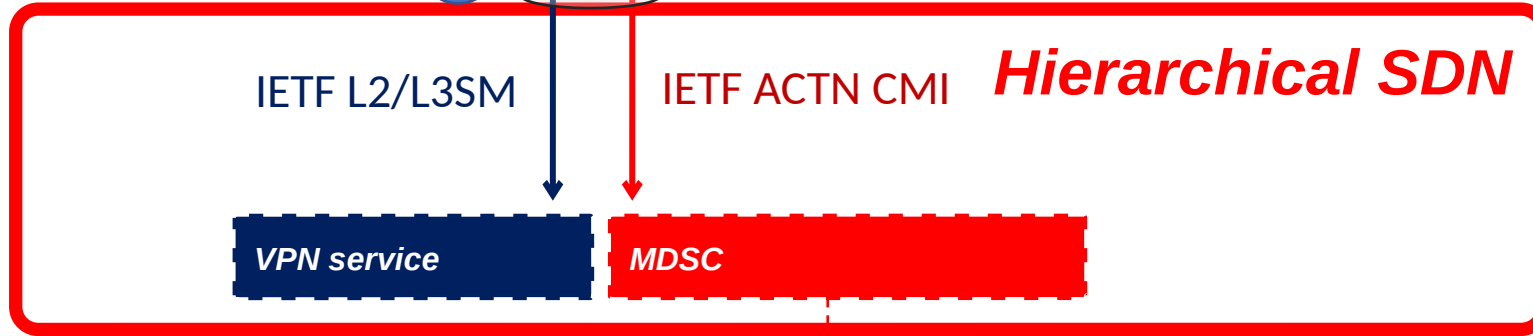 Hierarchical SDN
IETF L2/L3SM
IETF ACTN CMI
VPN service
MDSC